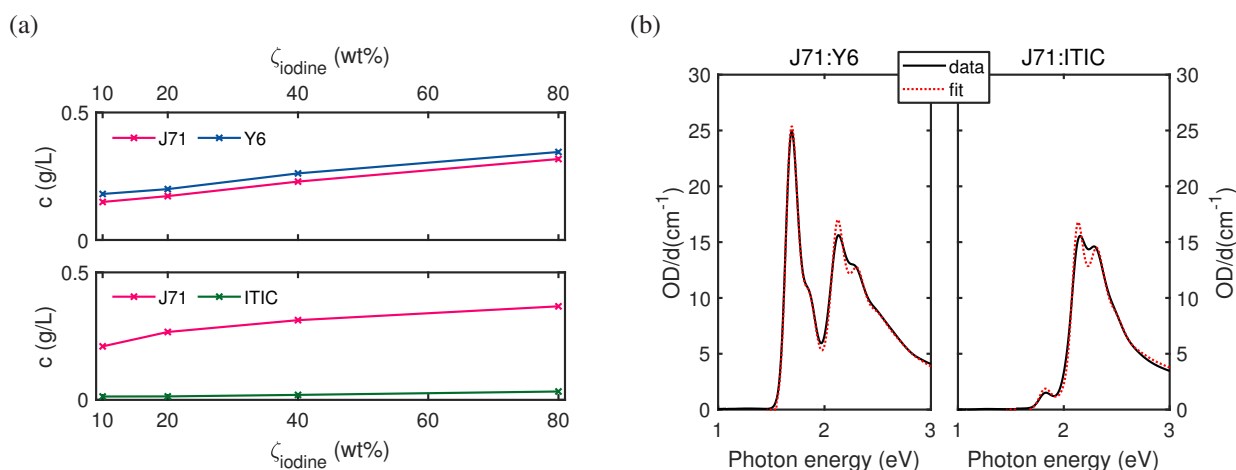 (a)
ζiodine (wt%)
10 20 40 60 80
0.5
J71 Y6
c (g/L)
0
0.5
J71 ITIC
c (g/L)
0
10 20 40 60 80
ζiodine (wt%)
(b)
J71:Y6 J71:ITIC
data
fit
30 30
25 25
20 20
15 15
10 10
5 5
0 0
OD/d(cm⁻¹) OD/d(cm⁻¹)
1 2 3 1 2 3
Photon energy (eV) Photon energy (eV)